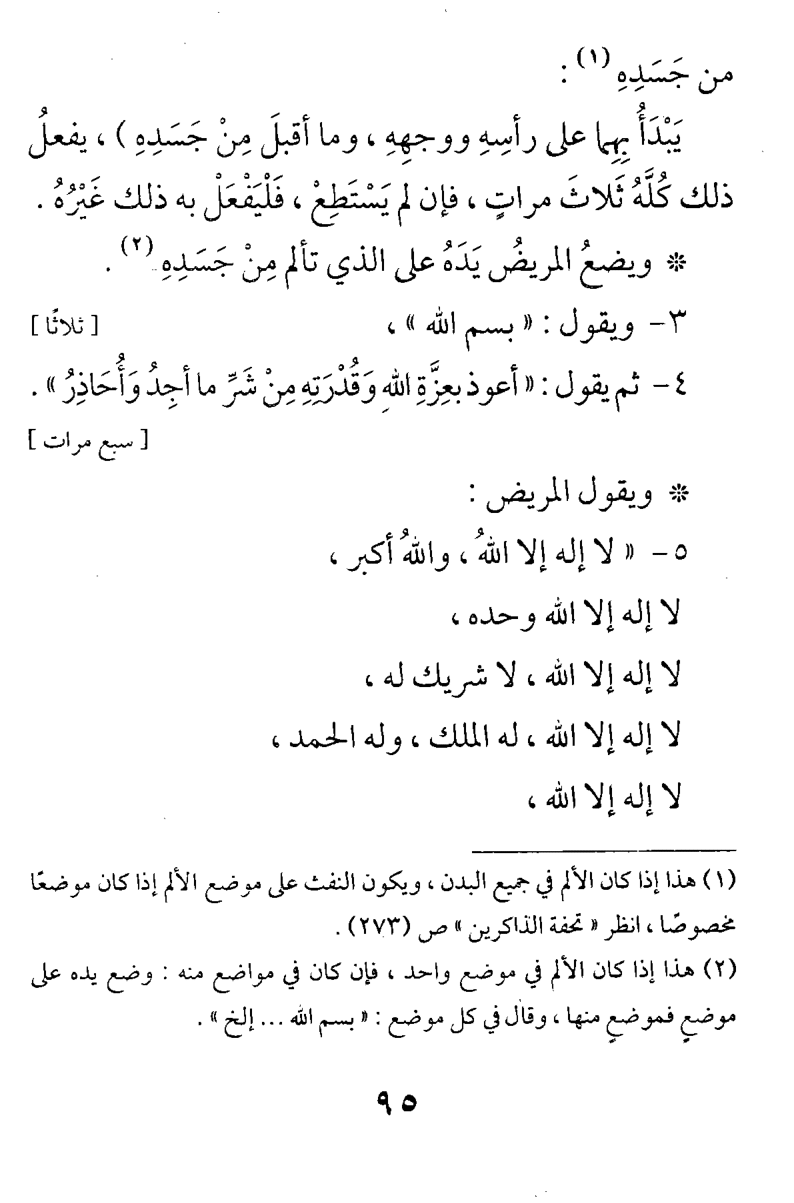 من جَسَدِهِ (١) :
يَبْدَأُ بِهِما على رأسِهِ ووجهِهِ ، وما أقبلَ مِنْ جَسَدِهِ ) ، يفعلُ
ذلك كُلَّهُ ثَلاثَ مراتٍ ، فإن لم يَسْتَطِعْ ، فَلْيَفْعَلْ به ذلك غَيْرُهُ .
* ويضعُ المريضُ يَدَهُ على الذي تألم مِنْ جَسَدِهِ (٢) .
٣- ويقول : « بسم الله » ، [ ثلاثًا ]
٤- ثم يقول : « أعوذ بعِزَّةِ اللهِ وَقُدْرَتِهِ مِنْ شَرِّ ما أجِدُ وَأُحَاذِرُ » .
[ سبع مرات ]
* ويقول المريض :
٥- « لا إله إلا اللهُ ، واللهُ أكبر ،
لا إله إلا الله وحده ،
لا إله إلا الله ، لا شريك له ،
لا إله إلا الله ، له الملك ، وله الحمد ،
لا إله إلا الله ،
(١) هذا إذا كان الألم في جميع البدن ، ويكون النفث على موضع الألم إذا كان موضعًا
مخصوصًا ، انظر « تحفة الذاكرين » ص (٢٧٣) .
(٢) هذا إذا كان الألم في موضع واحد ، فإن كان في مواضع منه : وضع يده على
موضعٍ فموضعٍ منها ، وقال في كل موضع : « بسم الله ... إلخ » .
٩٥